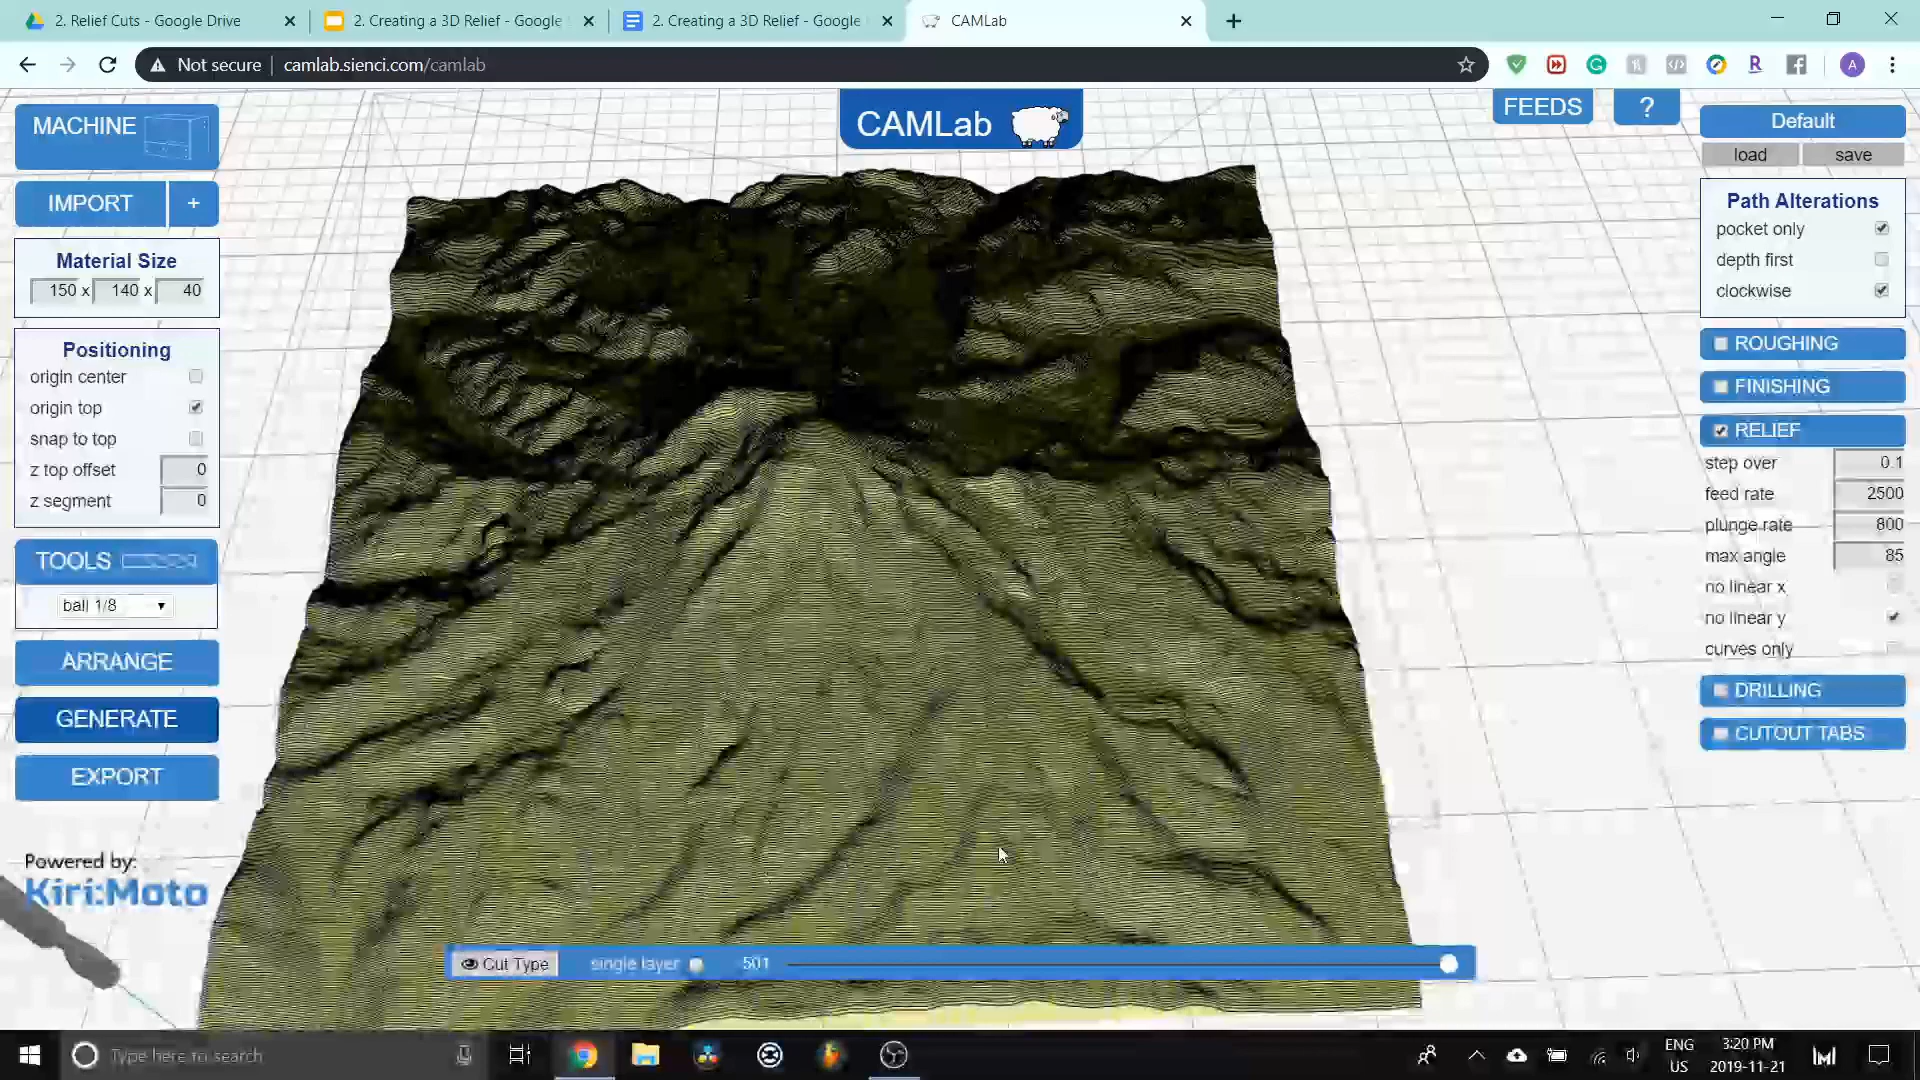 2. Relief Cuts - Google Drive
2. Creating a 3D Relief - Google
2. Creating a 3D Relief - Google
CAMLab
Not secure
camlab.sienci.com/camlab
A
MACHINE
CAMLab
FEEDS
?
Default
load
save
IMPORT
+
Material Size
150 x 140 x 40
Positioning
origin center
origin top
snap to top
z top offset 0
z segment 0
TOOLS
ball 1/8
ARRANGE
GENERATE
EXPORT
Powered by:
Kiri:Moto
Path Alterations
pocket only
depth first
clockwise
ROUGHING
FINISHING
RELIEF
step over 0.1
feed rate 2500
plunge rate 800
max angle 85
no linear x
no linear y
curves only
DRILLING
CUTOUT TABS
Cut Type
single layer
501
Type here to search
ENG
US
3:20 PM
2019-11-21